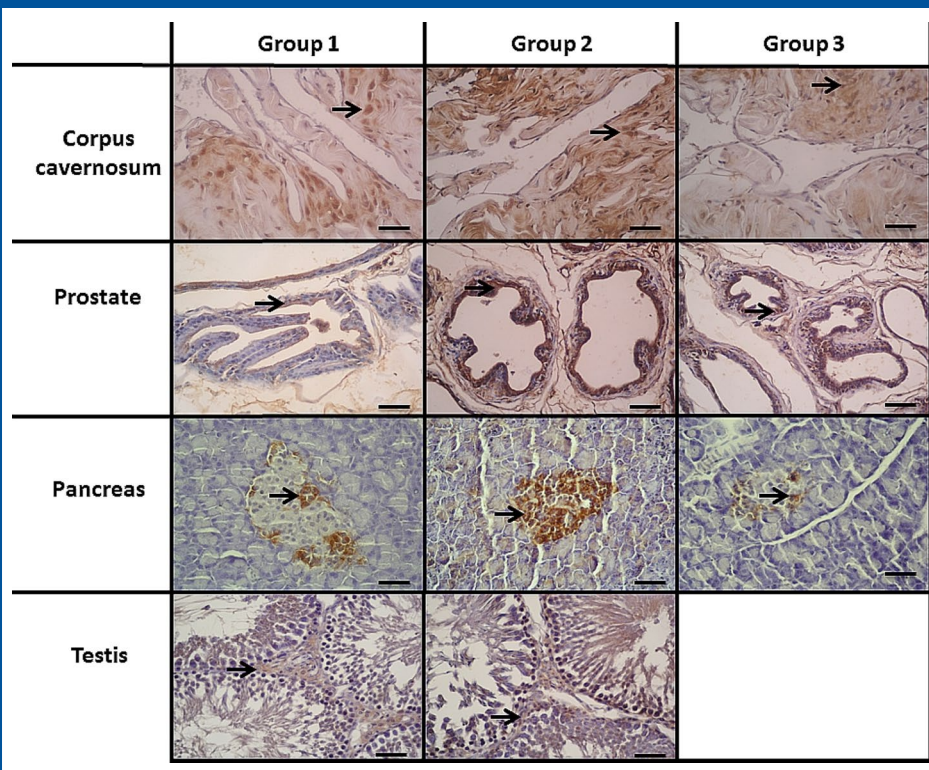 Group 1
Group 2
Group 3
Corpus
cavernosum
Prostate
Pancreas
Testis